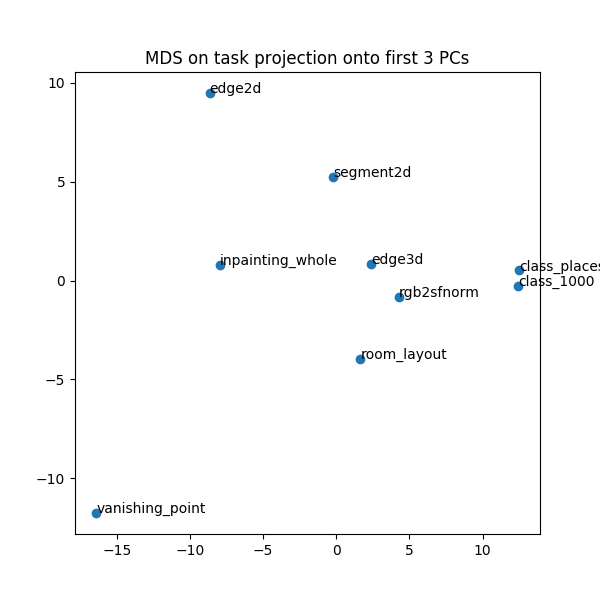 MDS on task projection onto first 3 PCs
10
edge2d
5
segment2d
inpainting_whole
edge3d
class_places
0
class_1000
rgb2sfnorm
room_layout
−5
−10
vanishing_point
−15
−10
−5
0
5
10